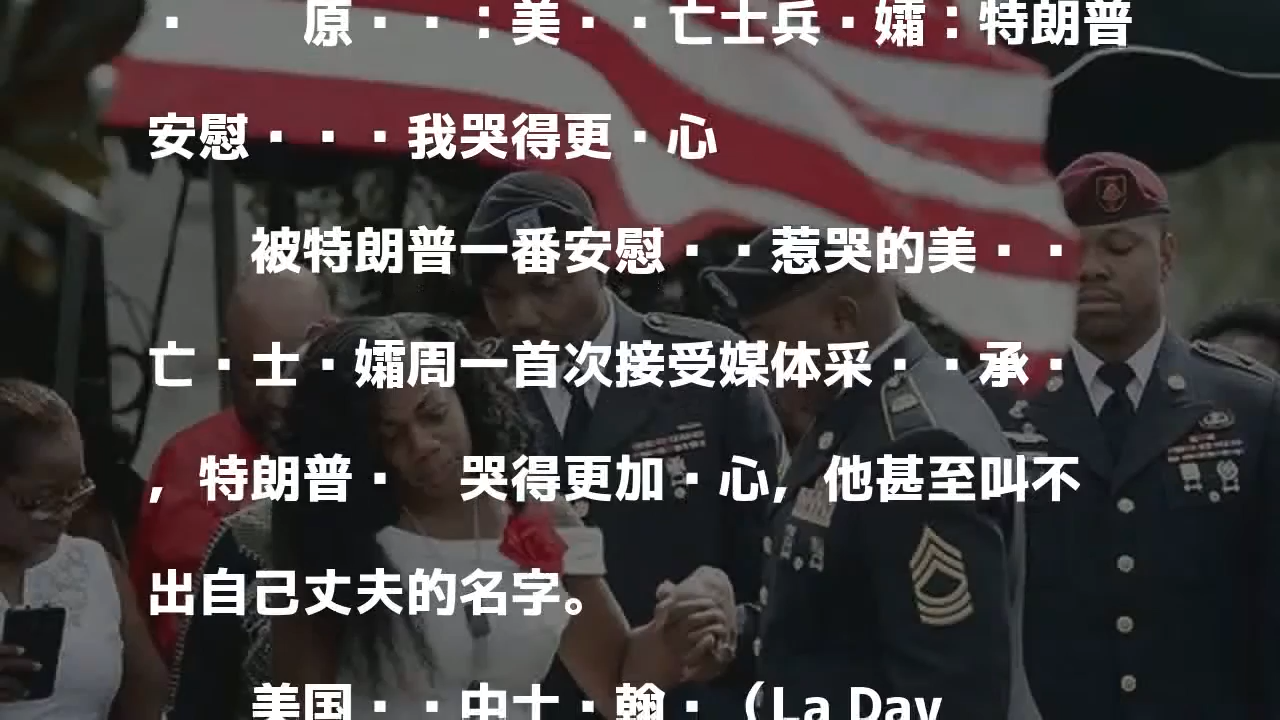 · 原 · · ：美 · · 亡士兵 · 孀：特朗普
安慰 · · · 我哭得更 · 心
被特朗普一番安慰 · · 惹哭的美 · ·
亡 · 士 · 孀周一首次接受媒体采 · · 承 ·
，特朗普 · 哭得更加 · 心，他甚至叫不
出自己丈夫的名字。
美国 · · 中士 · 翰 · （La Dav